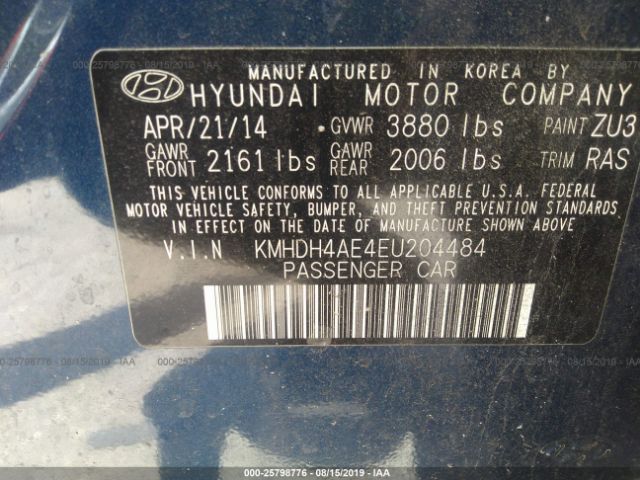 MANUFACTURED IN KOREA BY
HYUNDAI MOTOR COMPANY
APR/21/14 GVWR 3880 lbs PAINT ZU3
GAWR FRONT 2161 lbs GAWR REAR 2006 lbs TRIM RAS
THIS VEHICLE CONFORMS TO ALL APPLICABLE U.S.A. FEDERAL
MOTOR VEHICLE SAFETY, BUMPER, AND THEFT PREVENTION STANDARDS
IN EFFECT ON THE DATE OF MANUFACTURE SHOWN ABOVE.
V.I.N KMHDH4AE4EU204484
PASSENGER CAR
000-25798776 - 08/15/2019 - IAA